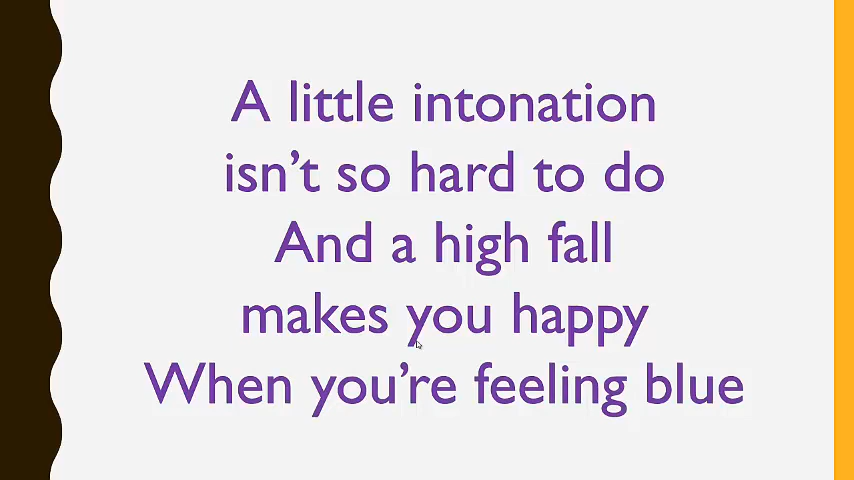 A little intonation
isn’t so hard to do
And a high fall
makes you happy
When you’re feeling blue